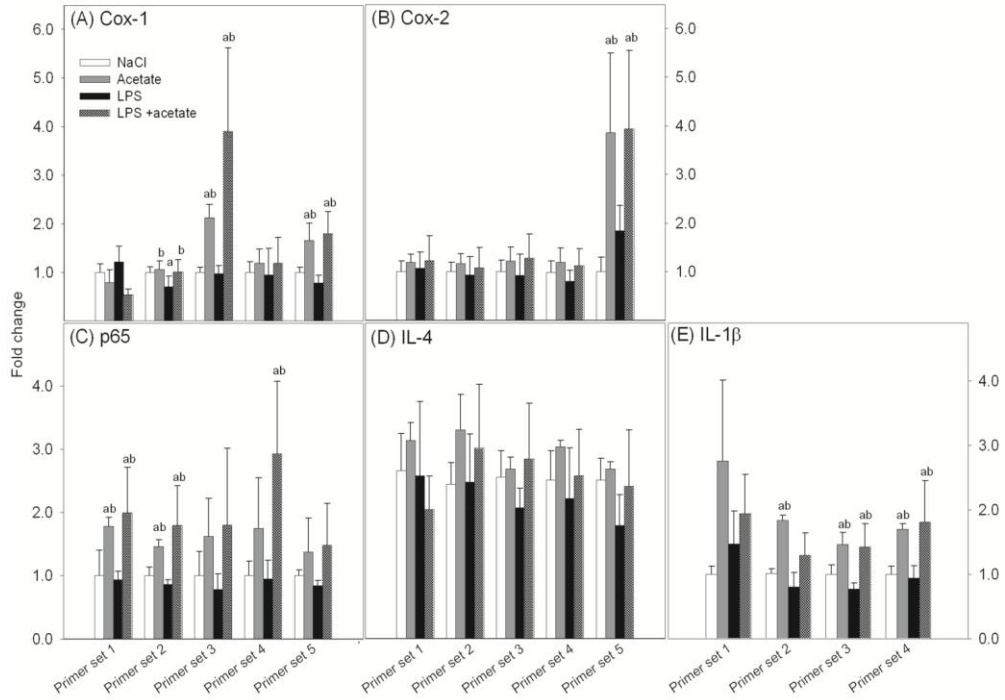 (A) Cox-1
(B) Cox-2
6.0
5.0
4.0
3.0
2.0
1.0
NaCl
Acetate
LPS
LPS +acetate
ab
ab
b
a
b
ab
ab
ab
ab
6.0
5.0
4.0
3.0
2.0
1.0
Fold change
(C) p65
(D) IL-4
(E) IL-1β
4.0
3.0
2.0
1.0
0.0
ab
ab
ab
ab
ab
ab
ab
ab
ab
ab
4.0
3.0
2.0
1.0
0.0
Primer set 1
Primer set 2
Primer set 3
Primer set 4
Primer set 5
Primer set 1
Primer set 2
Primer set 3
Primer set 4
Primer set 5
Primer set 1
Primer set 2
Primer set 3
Primer set 4